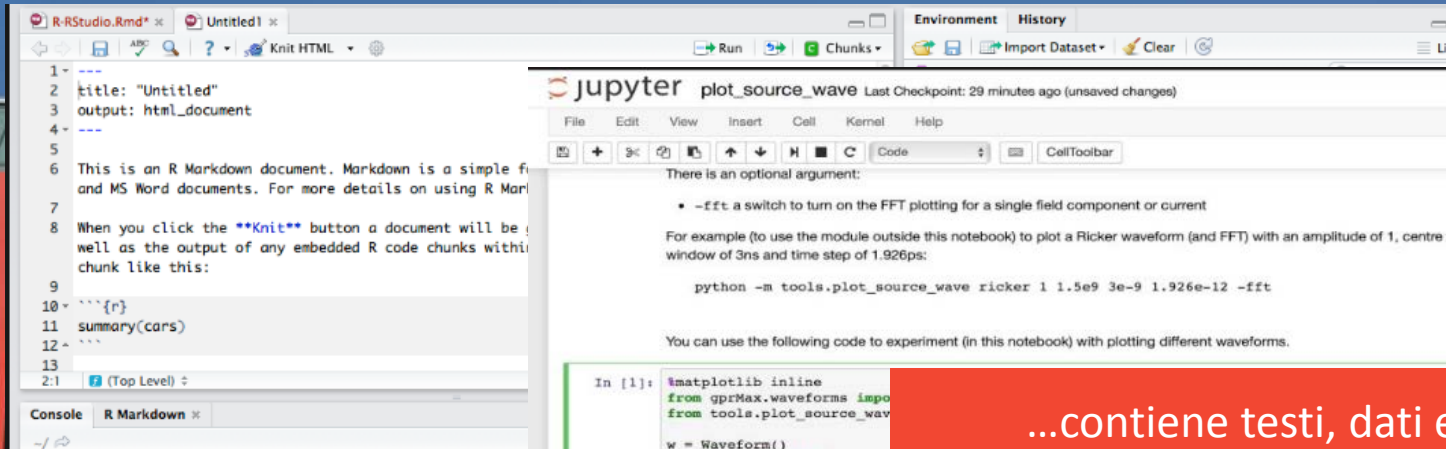 R-RStudio.Rmd* × Untitled1 ×
ABC ? Knit HTML
Run Chunks
1 ---
2 title: "Untitled"
3 output: html_document
4 ---
5
6 This is an R Markdown document. Markdown is a simple
and MS Word documents. For more details on using R
7
8 When you click the **Knit** button a document will be
well as the output of any embedded R code chunks
chunk like this:
9
10 ```{r}
11 summary(cars)
12 ```
13
2:1 (Top Level)
Console R Markdown ×
~/
Environment History
Import Dataset Clear
jupyter plot_source_wave Last Checkpoint: 29 minutes ago (unsaved changes)
File Edit View Insert Cell Kernel Help
Code CellToolbar
There is an optional argument:
• -fft a switch to turn on the FFT plotting for a single field component or current
For example (to use the module outside this notebook) to plot a Ricker waveform (and FFT) with an amplitude of 1, centre
window of 3ns and time step of 1.926ps:
python -m tools.plot_source_wave ricker 1 1.5e9 3e-9 1.926e-12 -fft
You can use the following code to experiment (in this notebook) with plotting different waveforms.
In [1]: %matplotlib inline
from gprMax.waveforms
from
w = Waveform()
...contiene testi, dati e